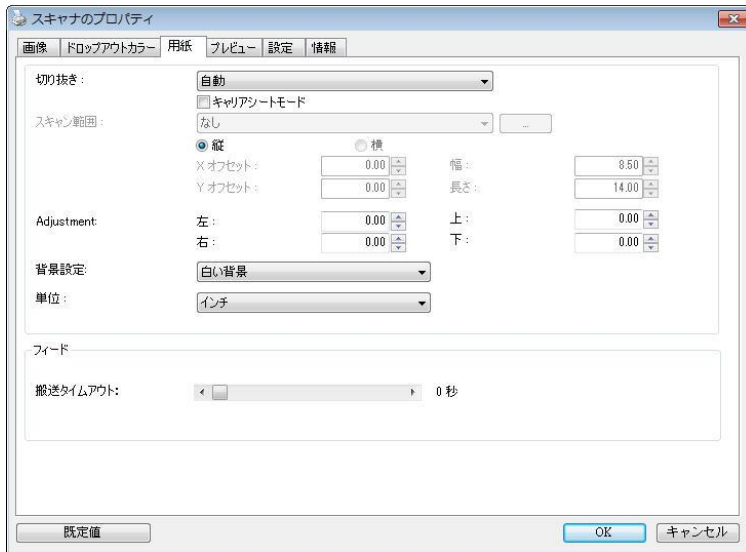 スキャナのプロパティ
画像 ドロップアウトカラー 用紙 プレビュー 設定 情報
切り抜き： 自動
キャリアシートモード
スキャン範囲： なし ...
縦 横
X オフセット： 0.00 幅： 8.50
Y オフセット： 0.00 長さ： 14.00
Adjustment: 左： 0.00 上： 0.00
右： 0.00 下： 0.00
背景設定: 白い背景
単位： インチ
フィード
搬送タイムアウト: 0 秒
既定値 OK キャンセル